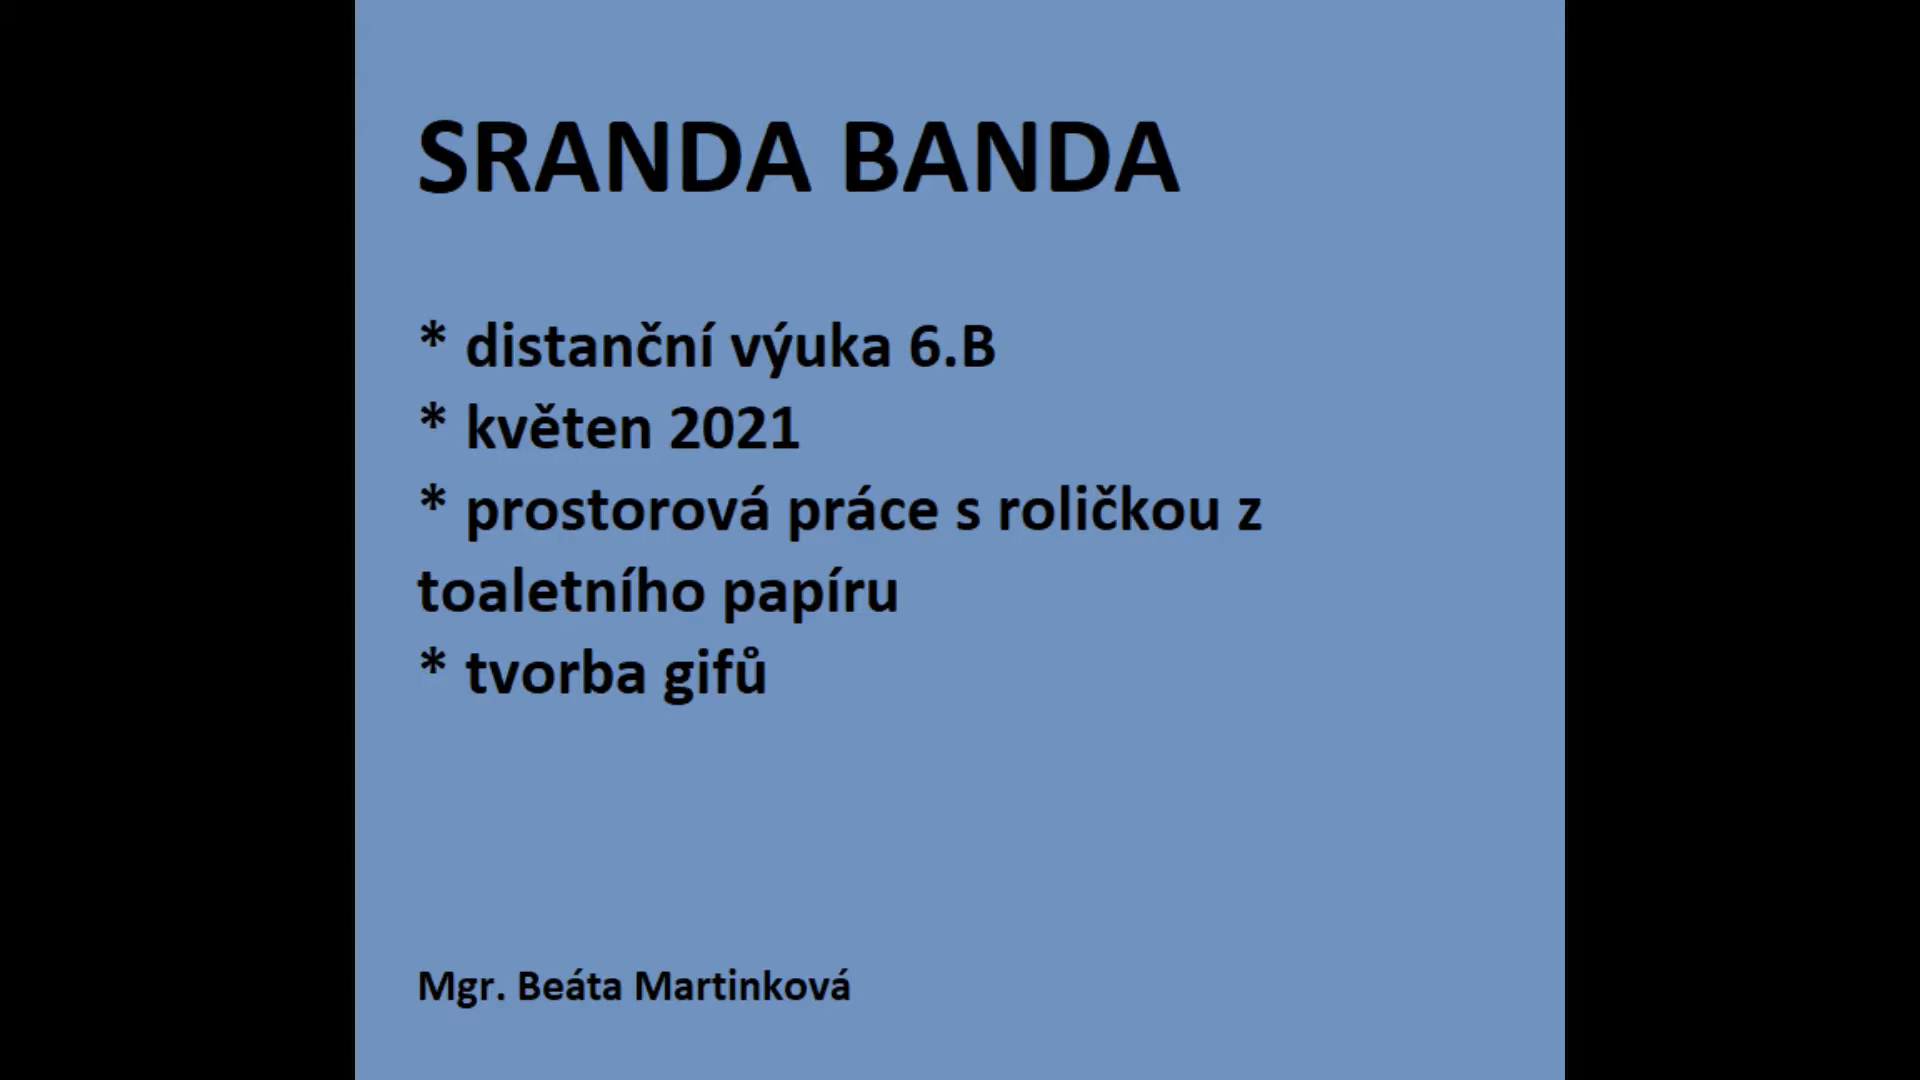 SRANDA BANDA
* distanční výuka 6.B
* květen 2021
* prostorová práce s roličkou z
toaletního papíru
* tvorba gifů
Mgr. Beáta Martinková